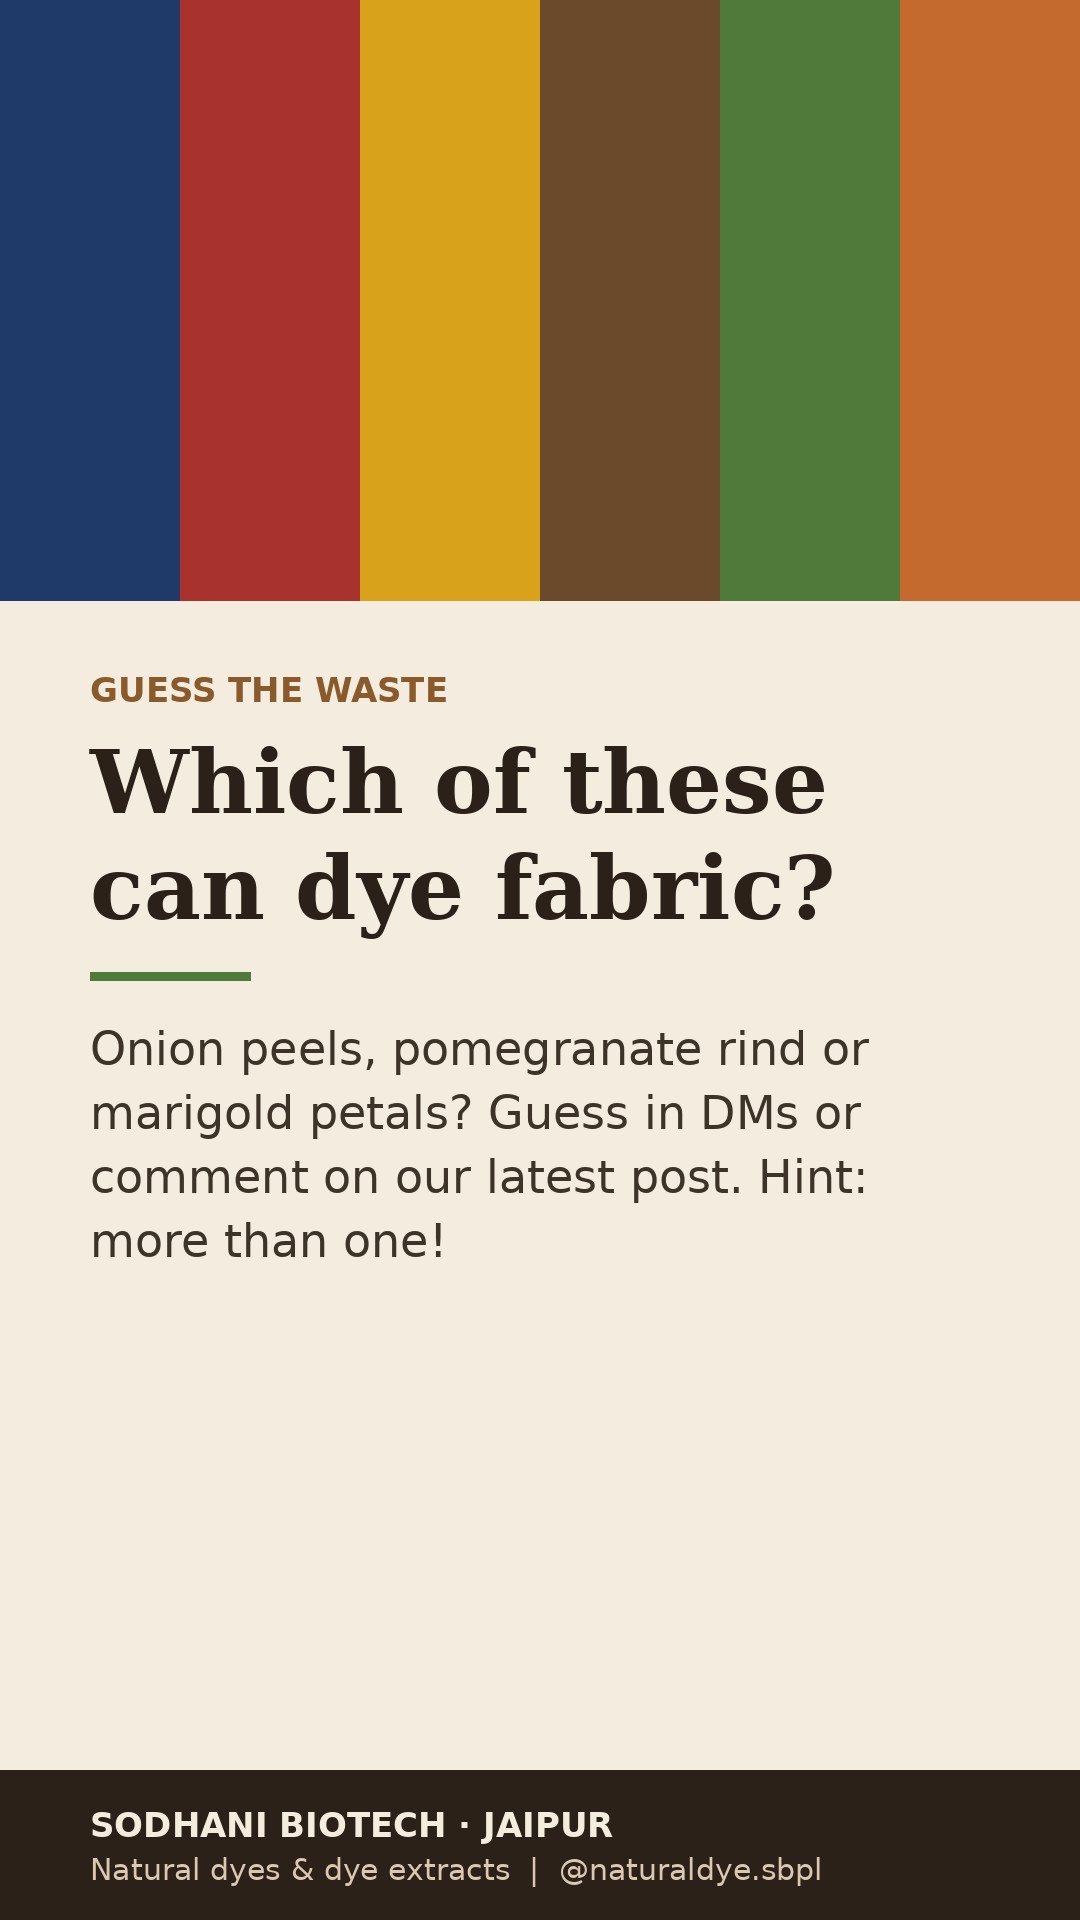 GUESS THE WASTE
Which of these
can dye fabric?
Onion peels, pomegranate rind or
marigold petals? Guess in DMs or
comment on our latest post. Hint:
more than one!
SODHANI BIOTECH · JAIPUR
Natural dyes & dye extracts | @naturaldye.sbpl